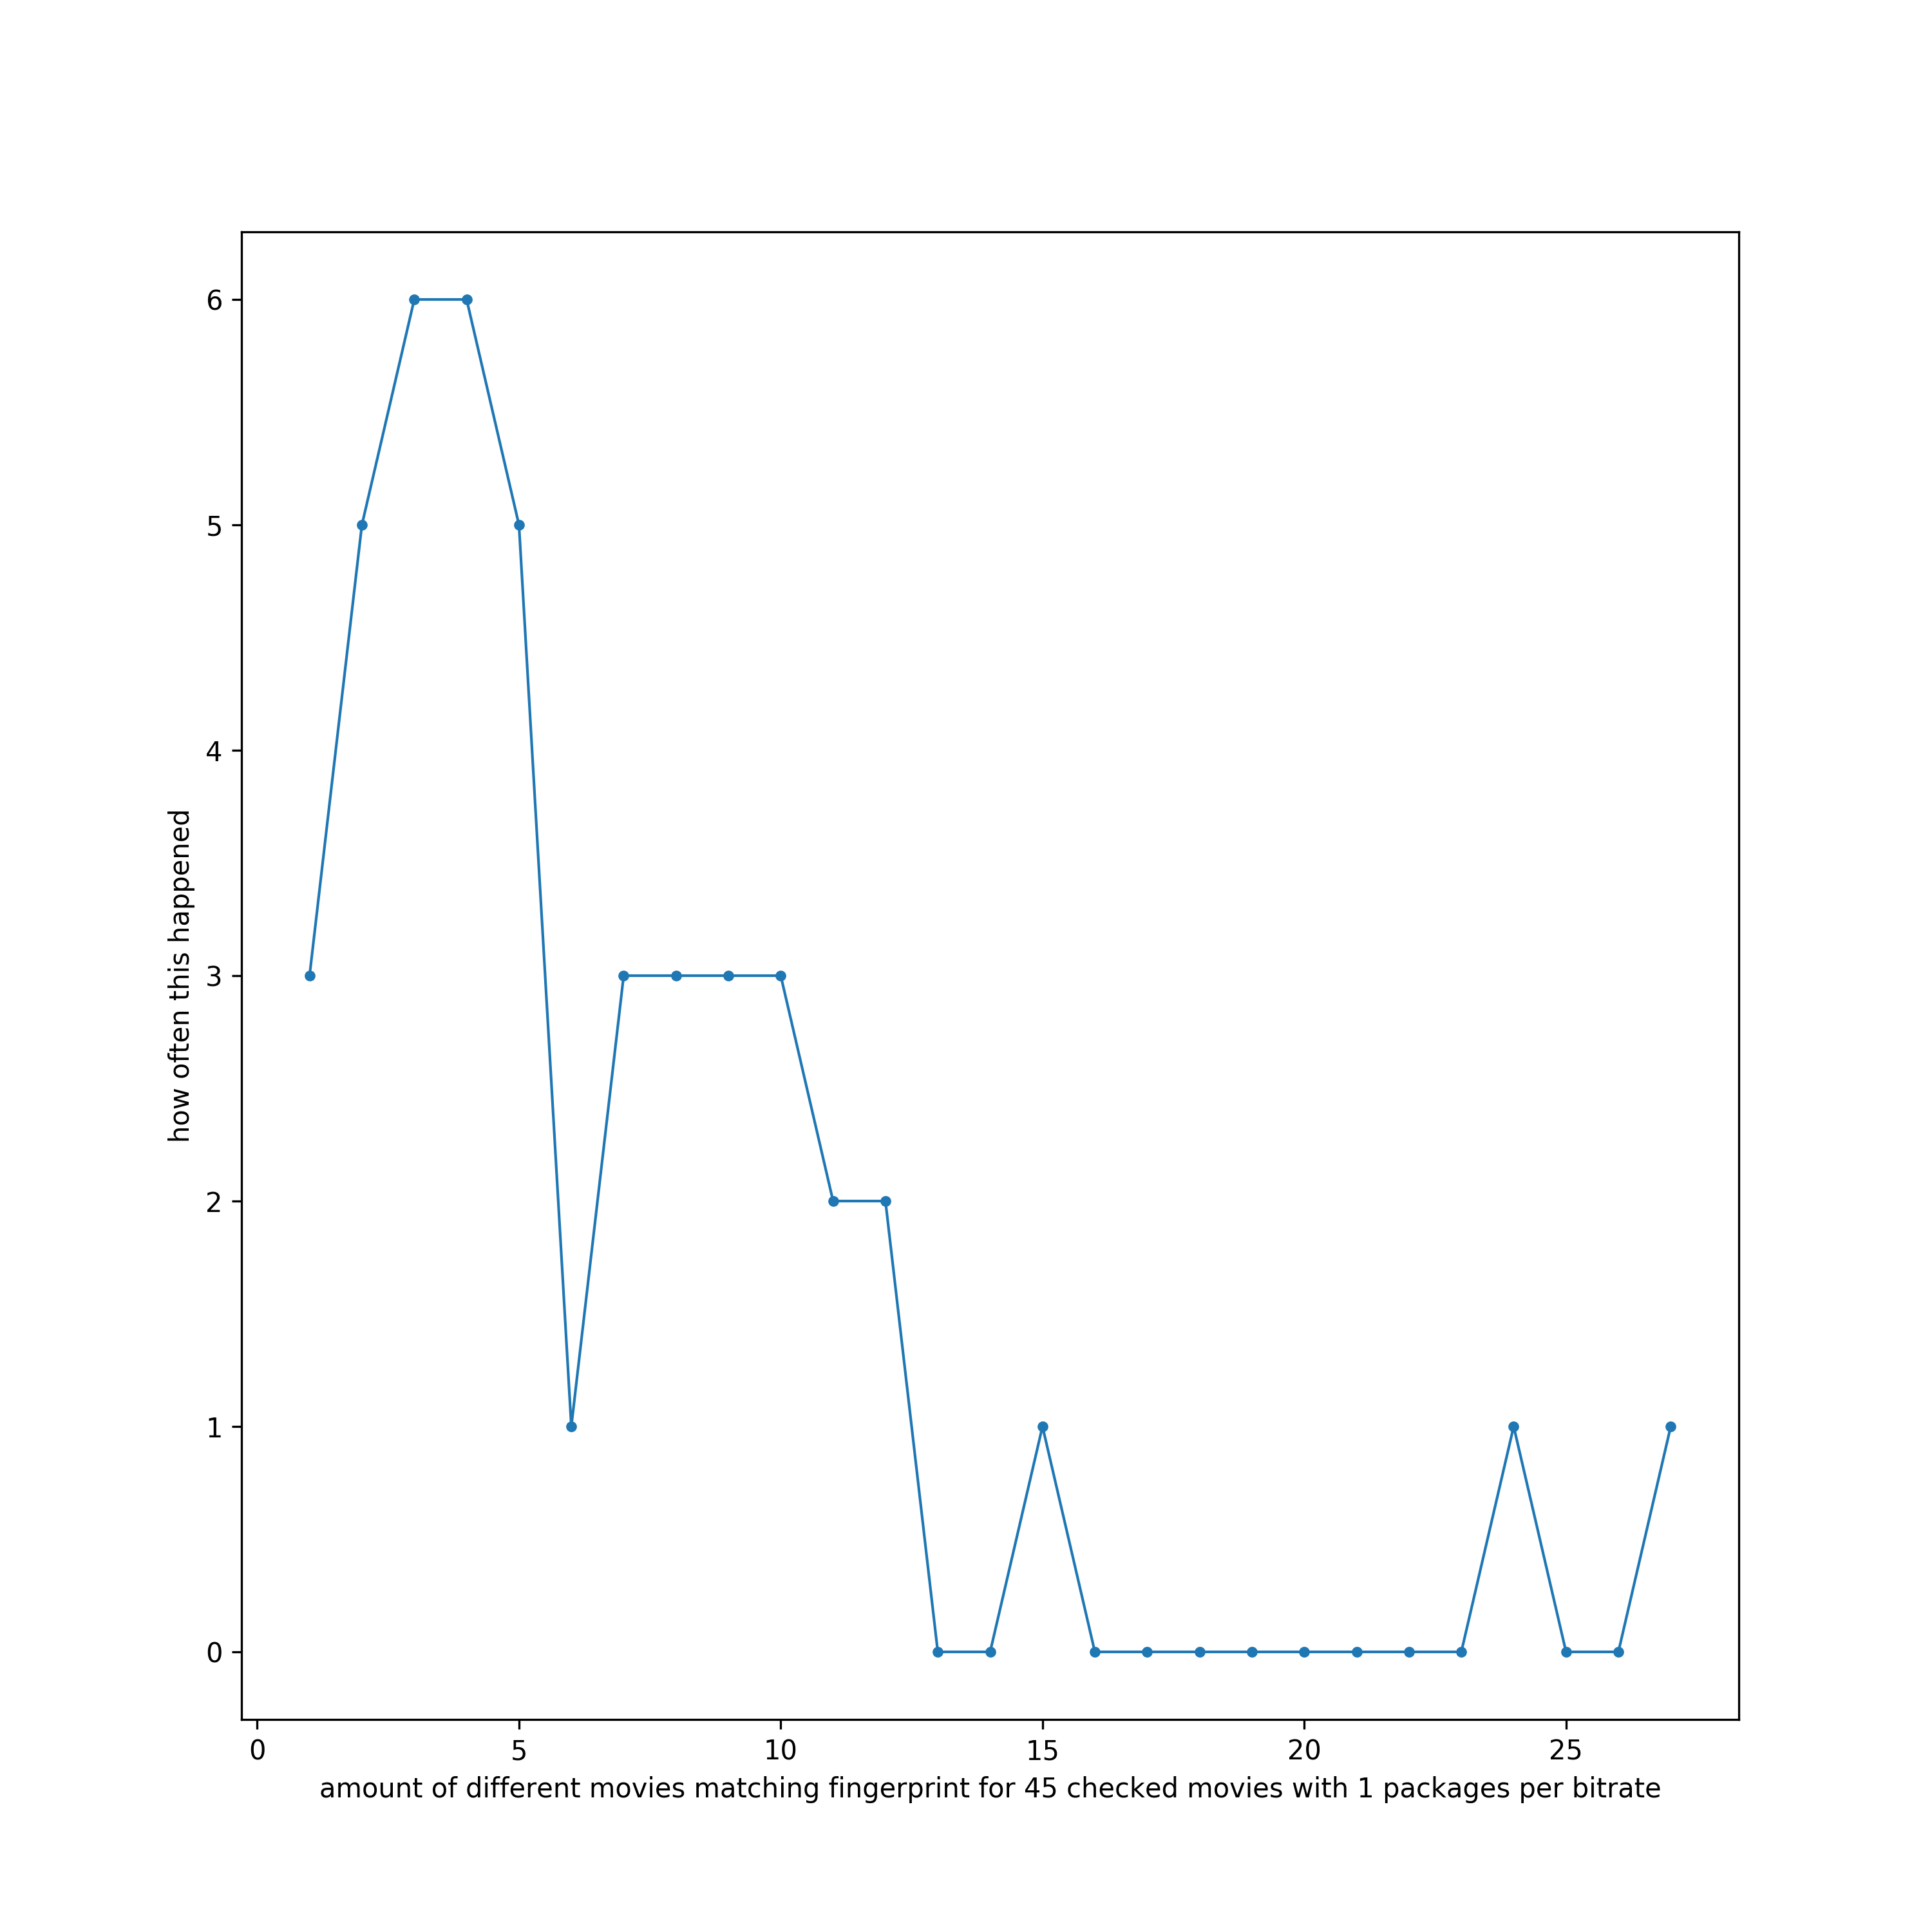 6
5
4
3
2
1
0
how often this happened
0 5 10 15 20 25
amount of different movies matching fingerprint for 45 checked movies with 1 packages per bitrate